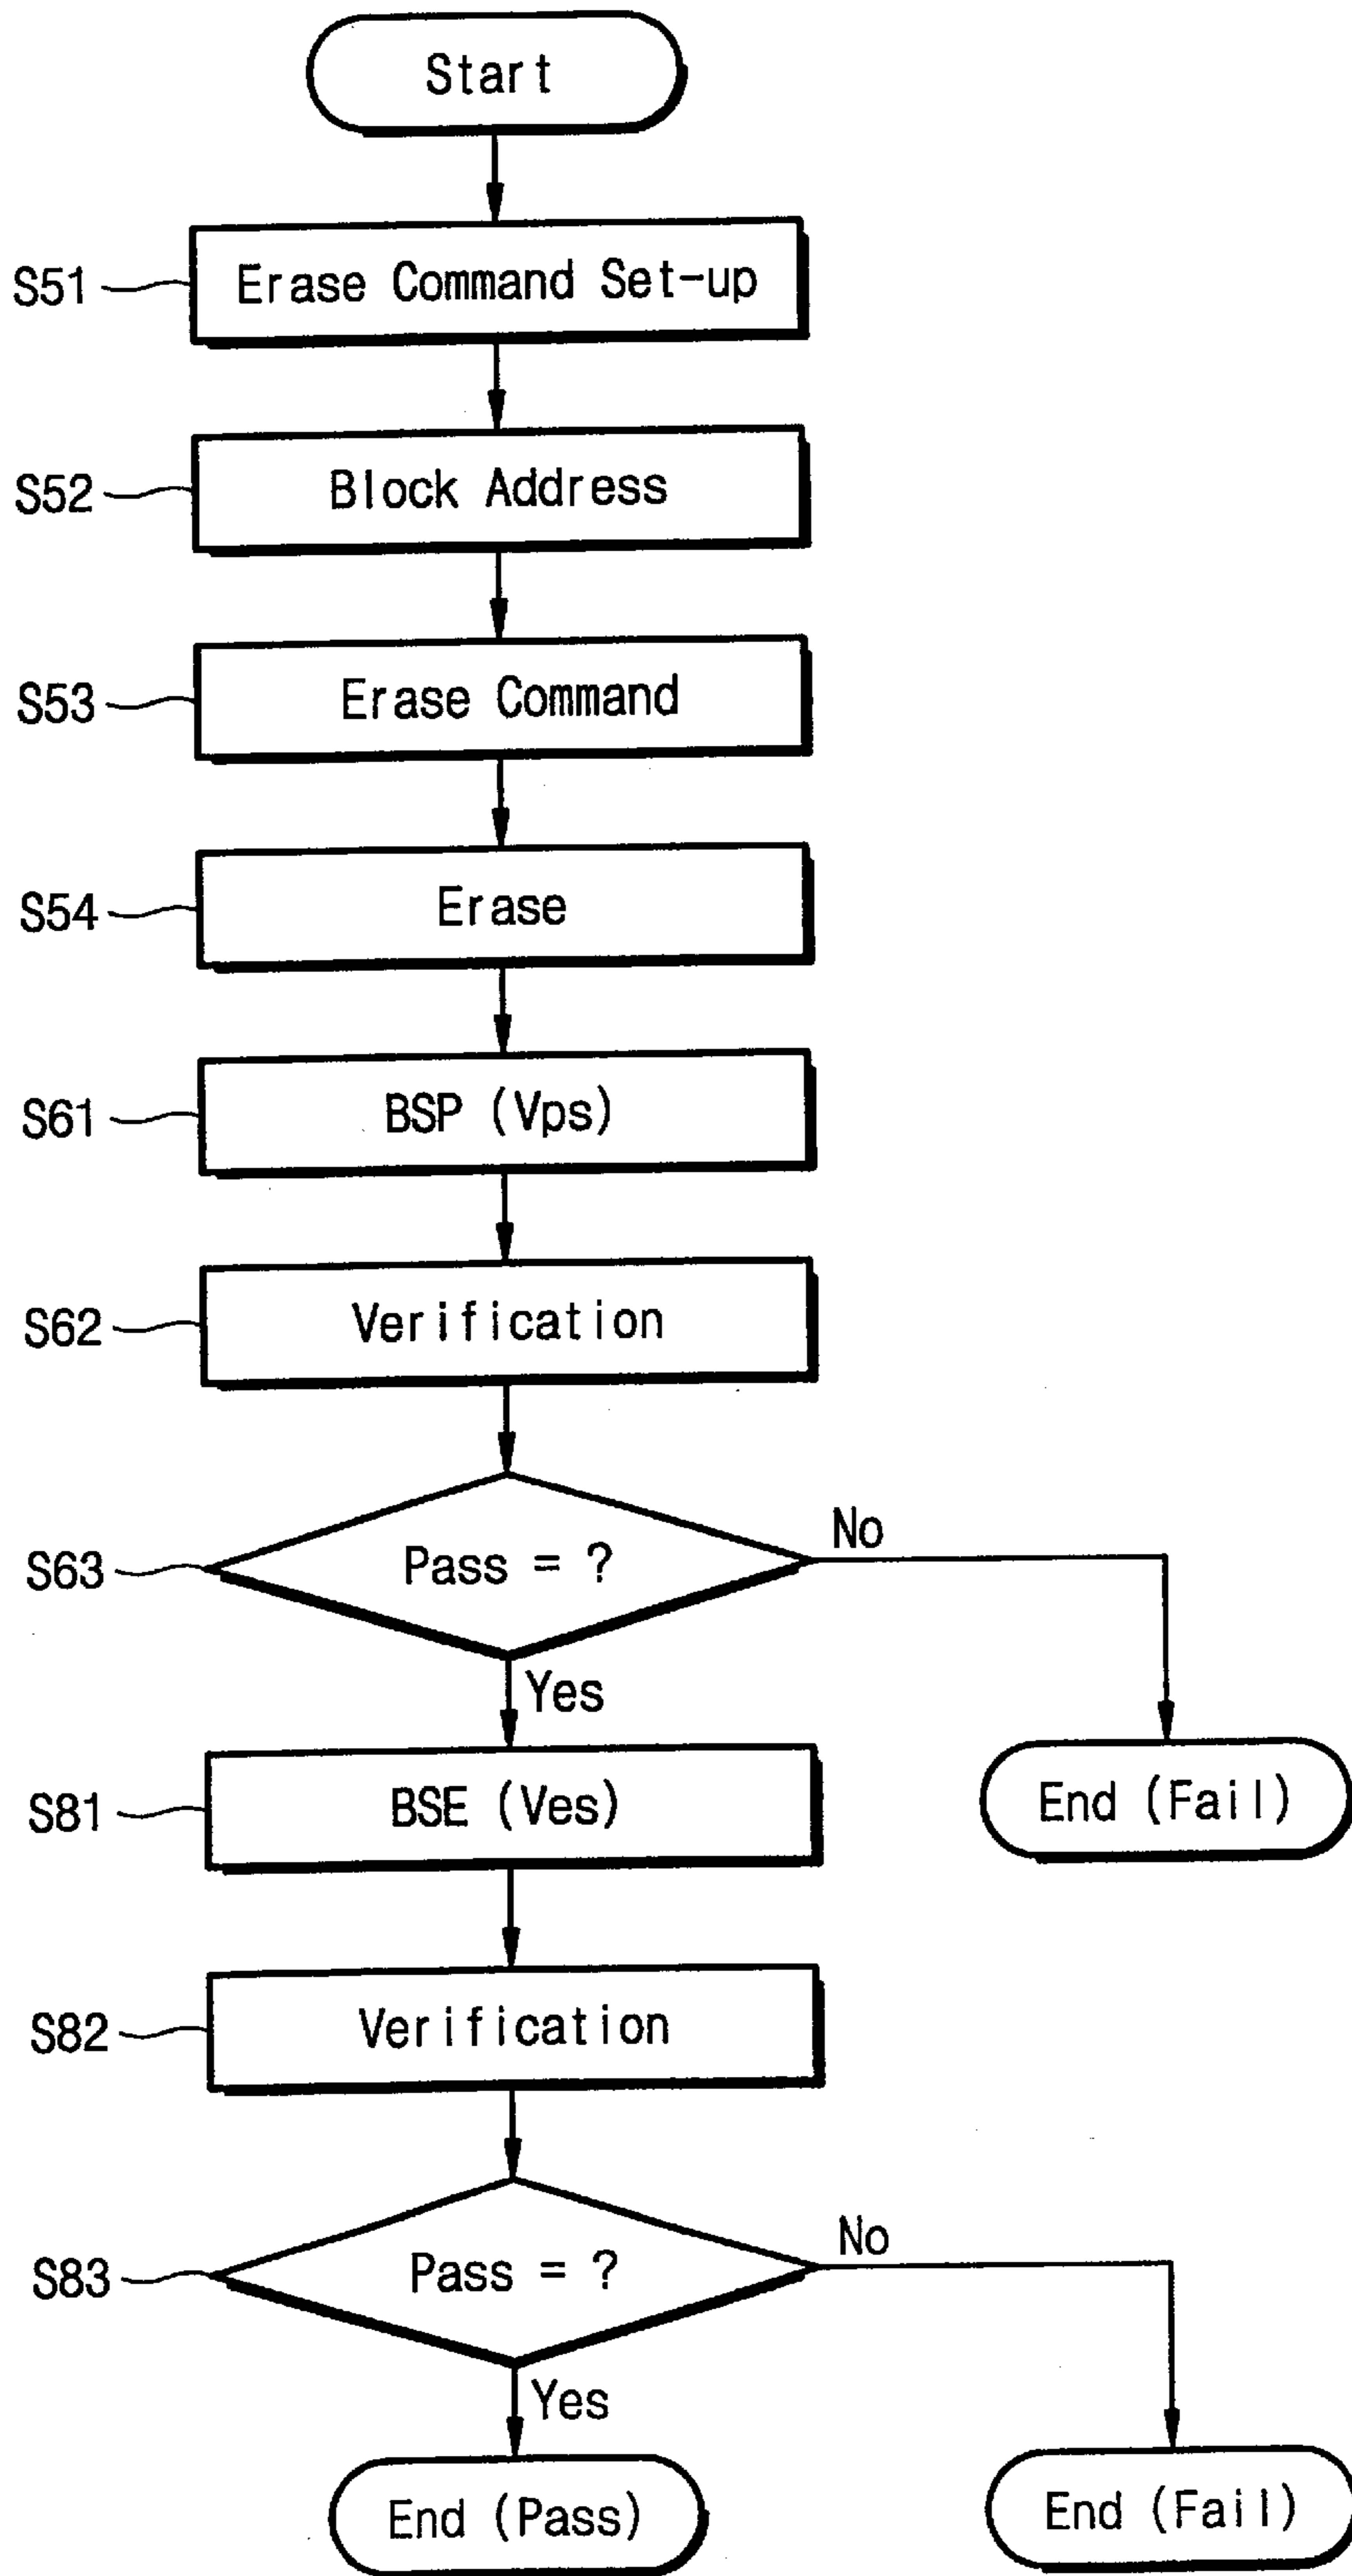 Start
S51
Erase Command Set-up
S52
Block Address
S53
Erase Command
S54
Erase
S61
BSP (Vps)
S62
Verification
S63
Pass = ?
No
Yes
S81
BSE (Ves)
End (Fail)
S82
Verification
S83
Pass = ?
No
Yes
End (Pass)
End (Fail)